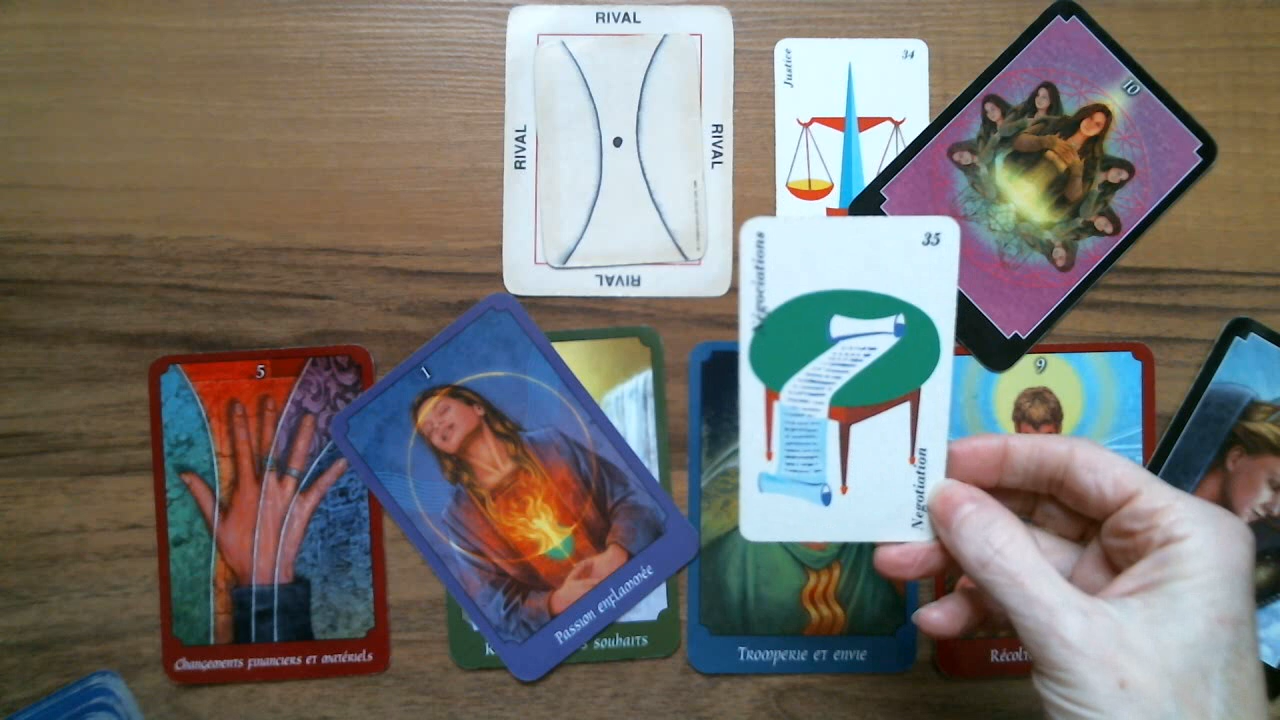 RIVAL
RIVAL
RIVAL
RIVAL
Justice
34
10
Négociations
35
Negotiation
5
Changements financiers et matériels
1
Passion enflammée
souhaits
Tromperie et envie
9